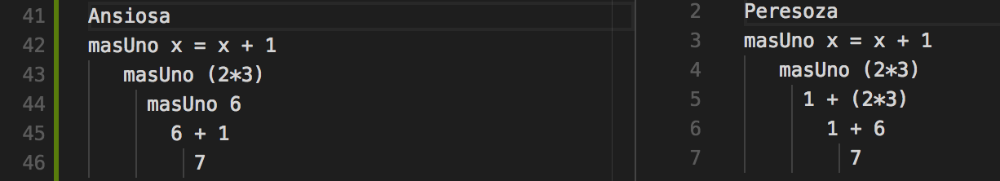 41 Ansiosa
42 masUno x = x + 1
43 masUno (2*3)
44 masUno 6
45 6 + 1
46 7
2 Peresoza
3 masUno x = x + 1
4 masUno (2*3)
5 1 + (2*3)
6 1 + 6
7 7